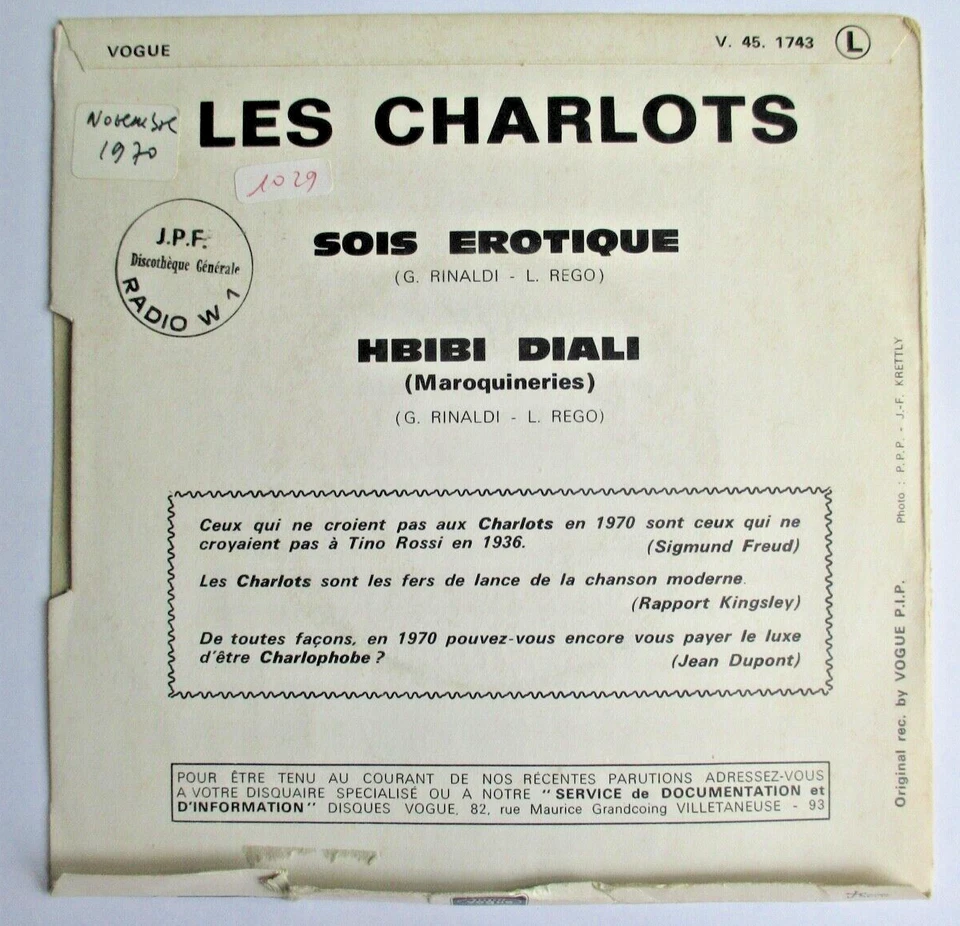 VOGUE
V. 45. 1743 L
Novembre
1970
LES CHARLOTS
1029
J.P.F.
Discothèque Générale
RADIO W 1
SOIS EROTIQUE
(G. RINALDI - L. REGO)
HBIBI DIALI
(Maroquineries)
(G. RINALDI - L. REGO)
Ceux qui ne croient pas aux Charlots en 1970 sont ceux qui ne
croyaient pas à Tino Rossi en 1936. (Sigmund Freud)
Les Charlots sont les fers de lance de la chanson moderne.
(Rapport Kingsley)
De toutes façons, en 1970 pouvez-vous encore vous payer le luxe
d'être Charlophobe ? (Jean Dupont)
POUR ÊTRE TENU AU COURANT DE NOS RÉCENTES PARUTIONS ADRESSEZ-VOUS
A VOTRE DISQUAIRE SPECIALISÉ OU A NOTRE "SERVICE de DOCUMENTATION et
D'INFORMATION" DISQUES VOGUE, 82, rue Maurice Grandcoing VILLETANEUSE - 93
Photo : P.P.P. - J.-F. KRETTLY
Original rec. by VOGUE P.I.P.